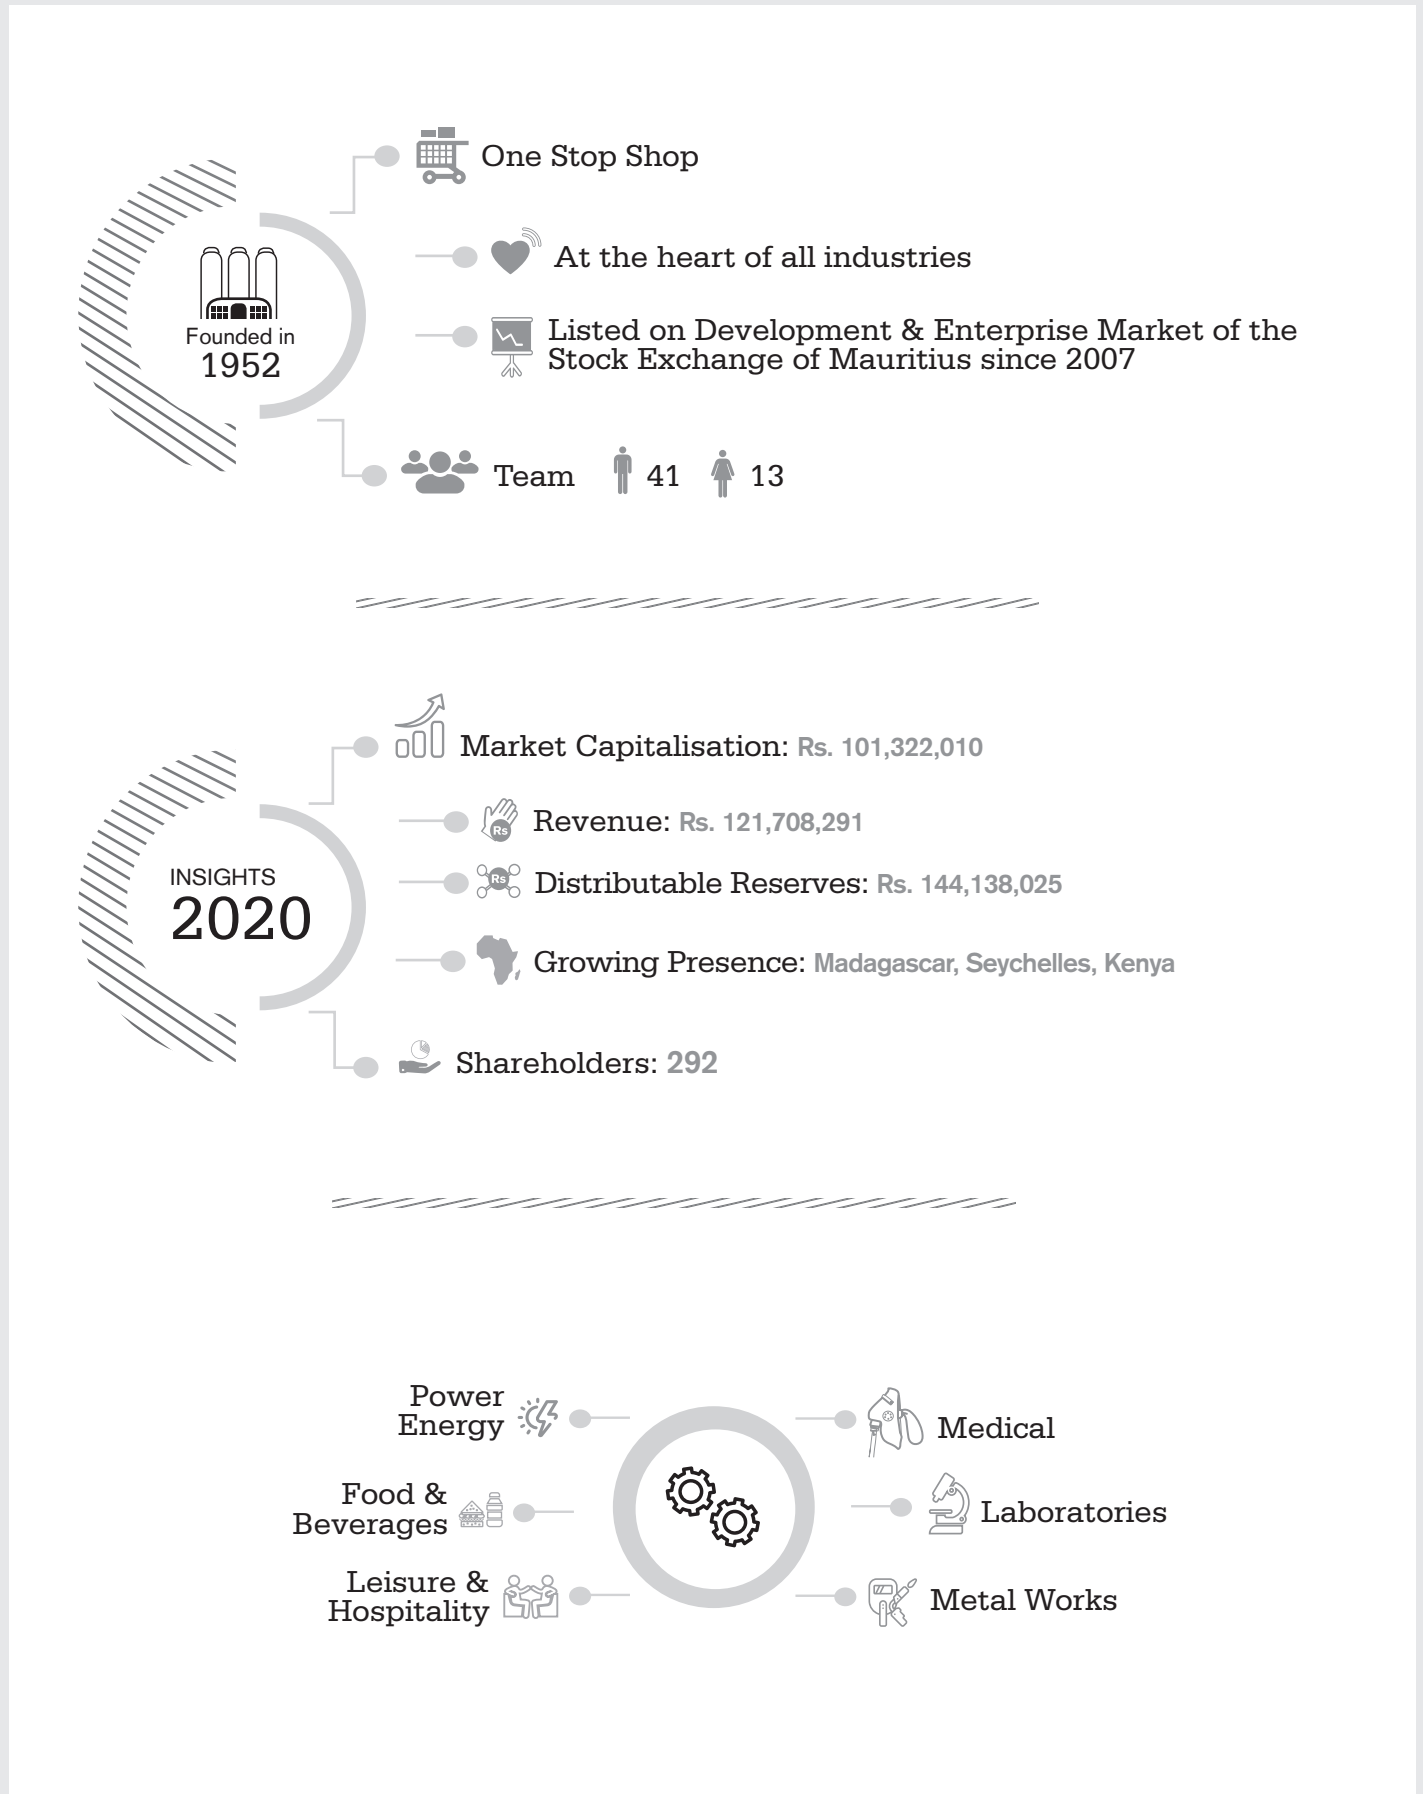 One Stop Shop
At the heart of all industries
Founded in
1952
Listed on Development & Enterprise Market of the
Stock Exchange of Mauritius since 2007
Team 41 13
Market Capitalisation: Rs. 101,322,010
Rs
Revenue: Rs. 121,708,291
INSIGHTS
2020
Rs
Distributable Reserves: Rs. 144,138,025
Growing Presence: Madagascar, Seychelles, Kenya
Shareholders: 292
Power
Energy
Food &
Beverages
Leisure &
Hospitality
Medical
Laboratories
Metal Works